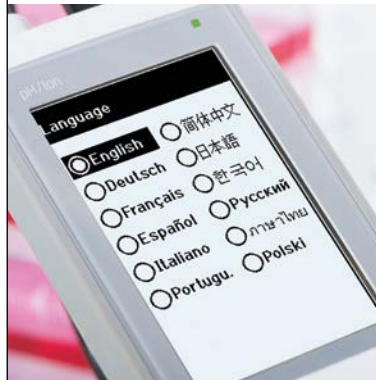 pH/Ion
Language
English
Deutsch
Français
Español
Italiano
Portugu.
简体中文
日本語
한국어
Русский
ภาษาไทย
Polski